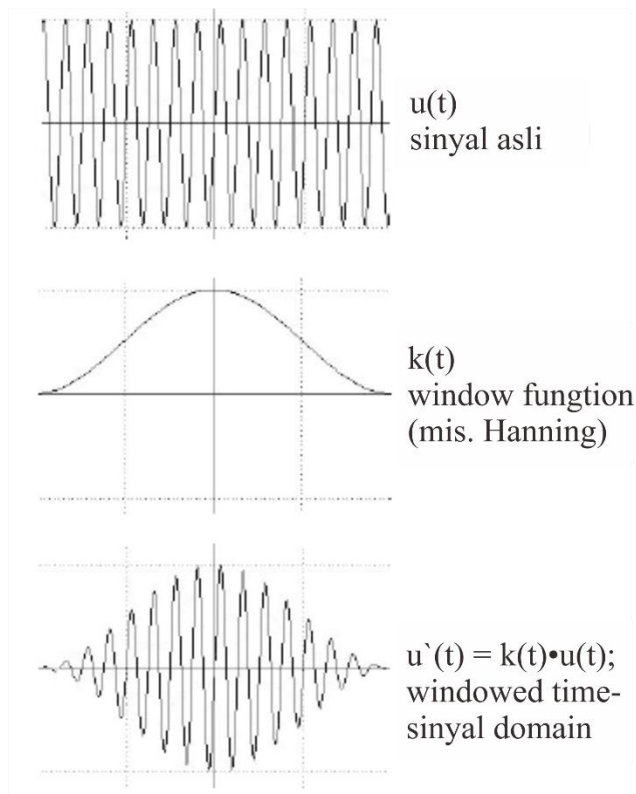 u(t)
sinyal asli
k(t)
window fungtion
(mis. Hanning)
u`(t) = k(t)•u(t);
windowed time-
sinyal domain